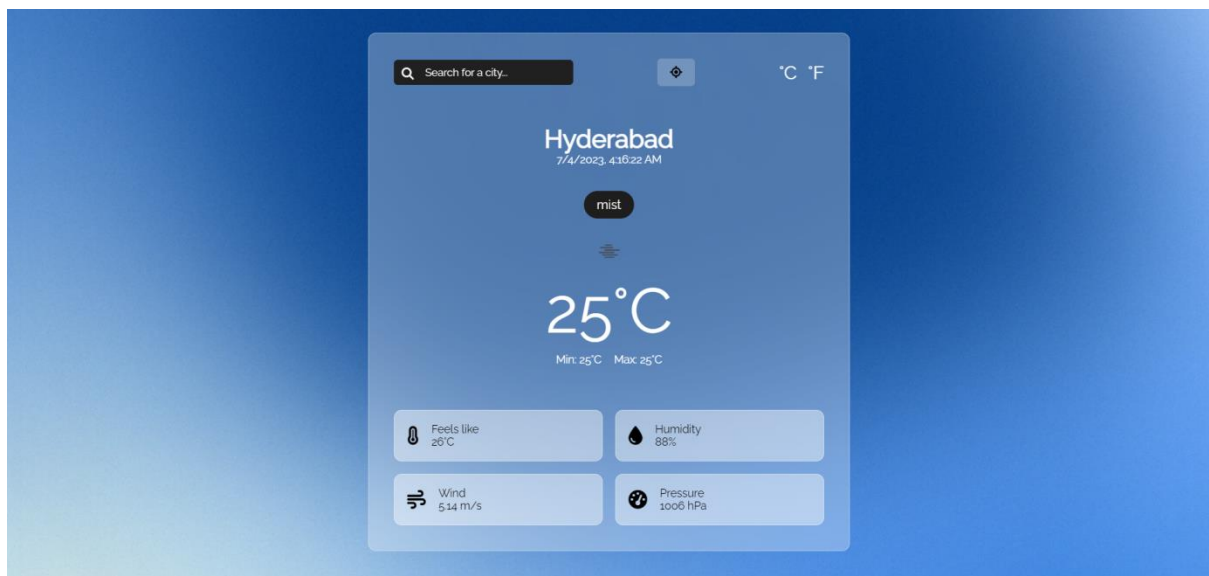 Search for a city...
°C °F
Hyderabad
7/4/2023, 4:16:22 AM
mist
25°C
Min: 25°C Max: 25°C
Feels like
26°C
Humidity
88%
Wind
5.14 m/s
Pressure
1006 hPa